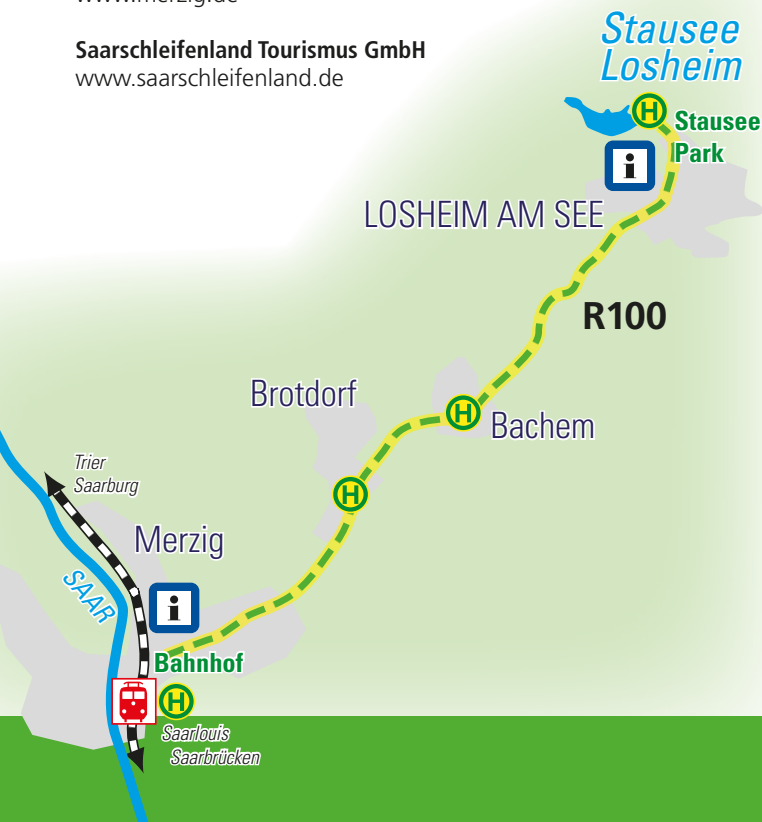 Saarschleifenland Tourismus GmbH
www.saarschleifenland.de
Stausee
Losheim
H
Stausee
Park
i
LOSHEIM AM SEE
R100
Brotdorf
H
Bachem
Trier
Saarburg
H
Merzig
SAAR
i
Bahnhof
H
Saarlouis
Saarbrücken